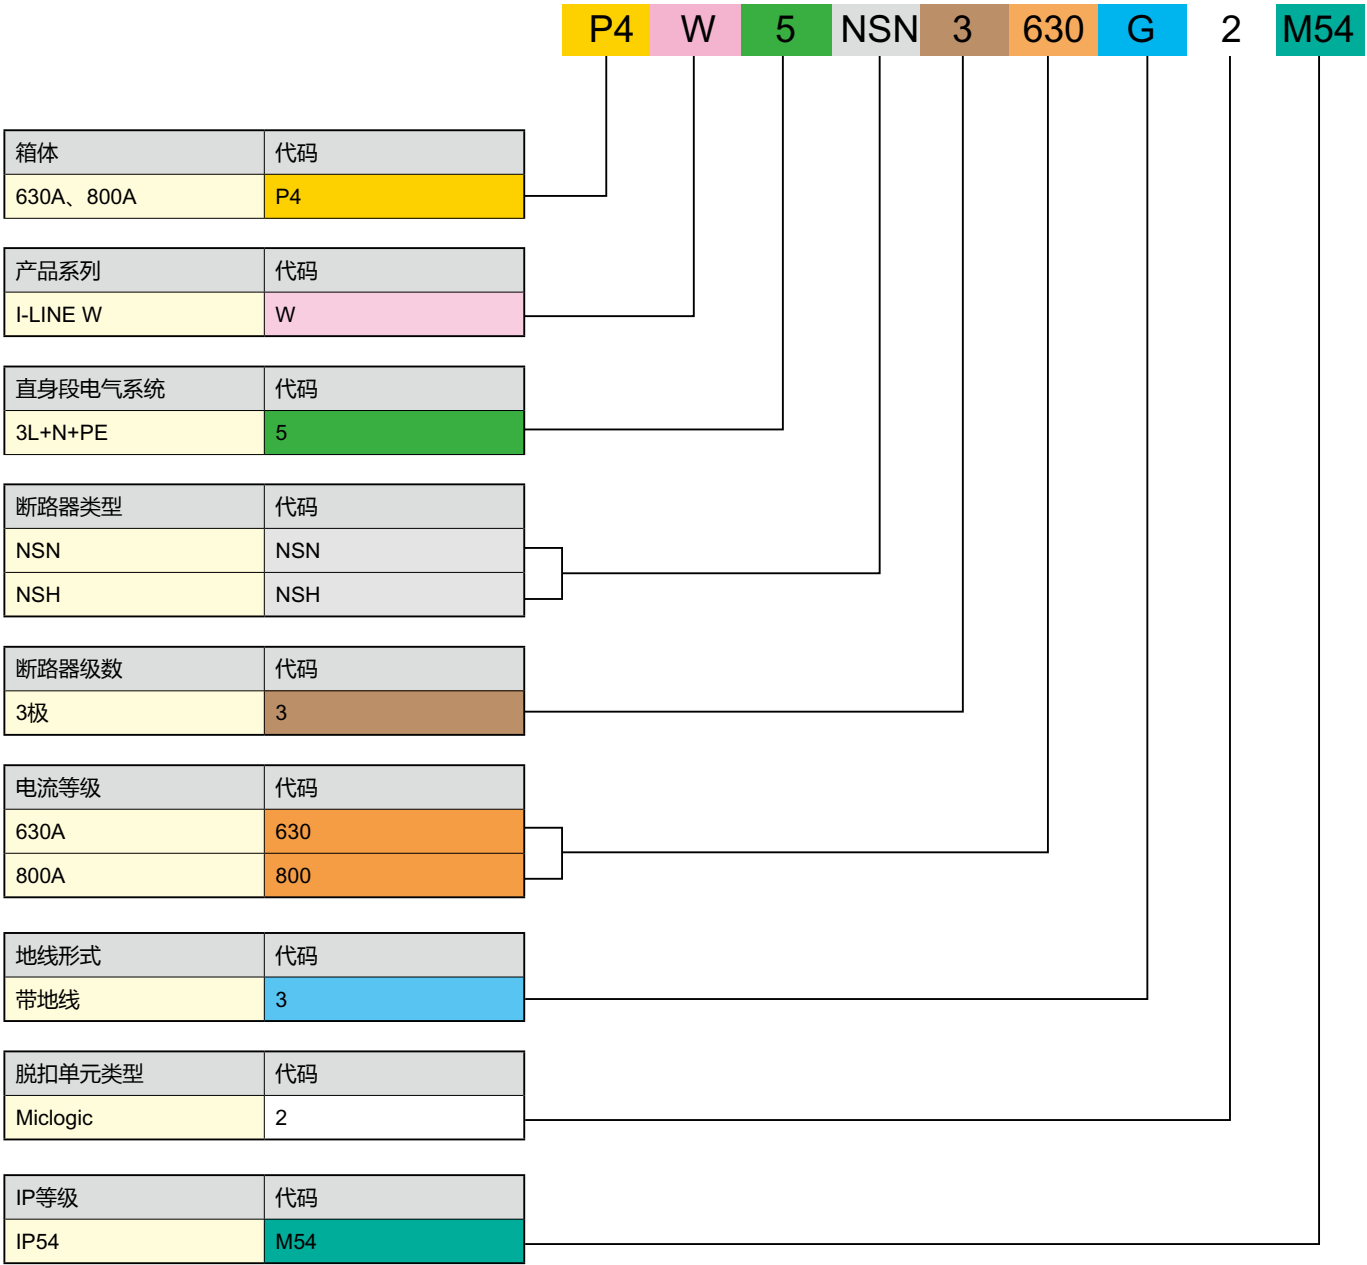 P4 W 5 NSN 3 630 G 2 M54
箱体 代码
630A、800A P4
产品系列 代码
I-LINE W W
直身段电气系统 代码
3L+N+PE 5
断路器类型 代码
NSN NSN
NSH NSH
断路器级数 代码
3极 3
电流等级 代码
630A 630
800A 800
地线形式 代码
带地线 3
脱扣单元类型 代码
Miclogic 2
IP等级 代码
IP54 M54